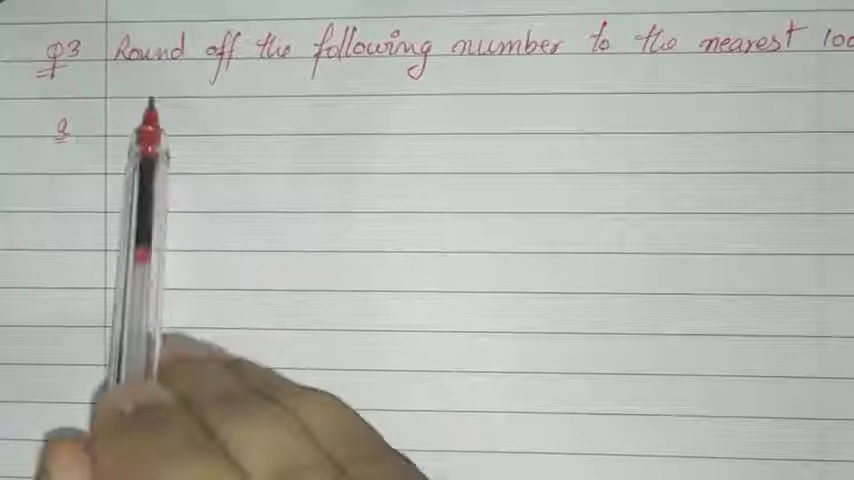 Q3 Round off the following number to the nearest
a